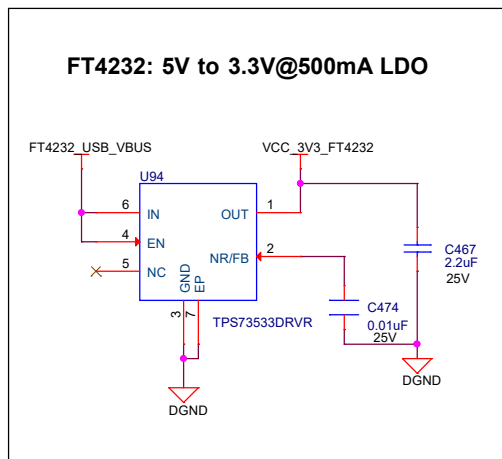 FT4232: 5V to 3.3V@500mA LDO
FT4232_USB_VBUS
VCC_3V3_FT4232
U94
6
IN
OUT
1
4
EN
5
NC
NR/FB
2
GND
EP
3
7
TPS73533DRVR
C467
2.2uF
25V
C474
0.01uF
25V
DGND
DGND